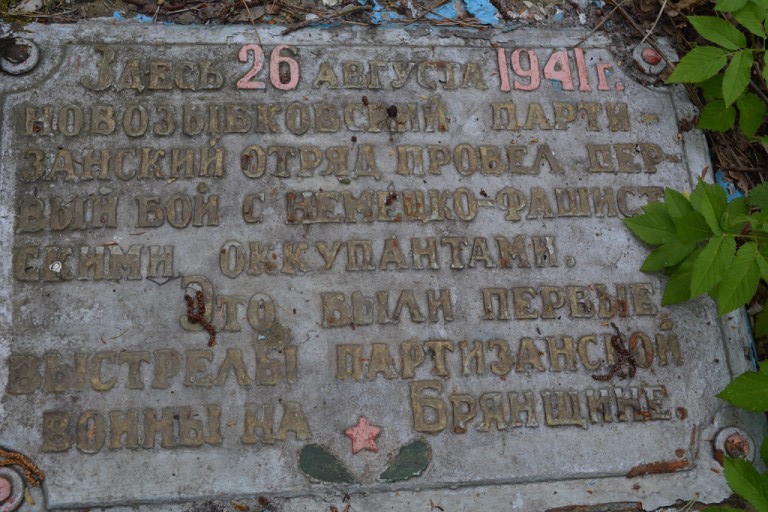 Здесь 26 августа 1941г.
новозыбковский парти-
занский отряд провел пер-
вый бой с немецко-фашист
скими оккупантами.
Это были первые
выстрелы партизанской
войны на Брянщине.